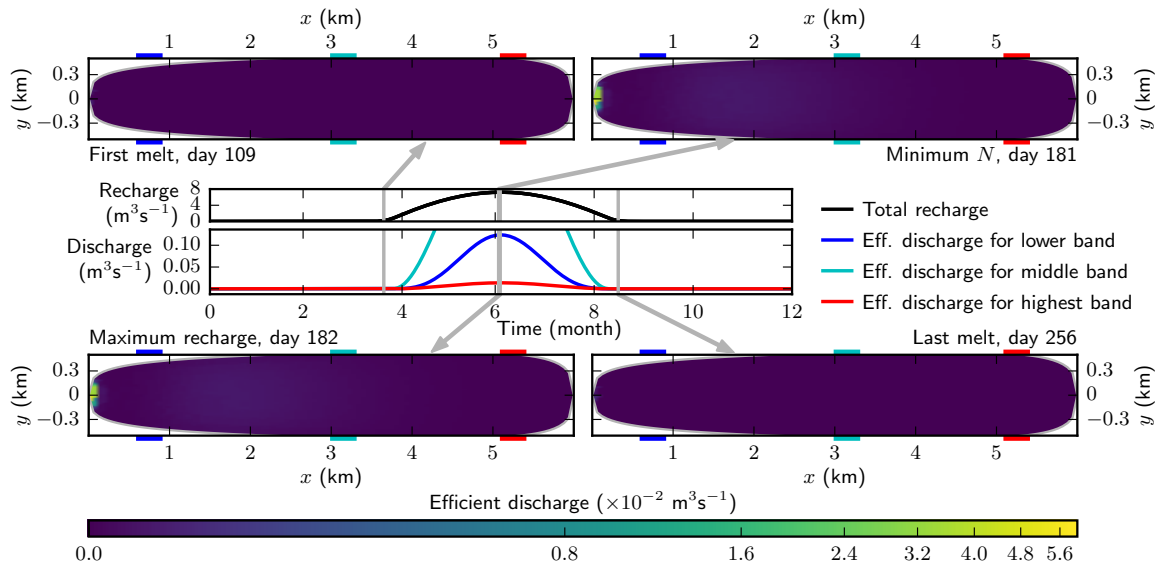 x (km)
x (km)
1 2 3 4 5
1 2 3 4 5
y (km)
0.3
0
−0.3
0.3
0
−0.3
y (km)
First melt, day 109
Minimum N, day 181
Recharge
(m³s⁻¹)
8
4
0
Discharge
(m³s⁻¹)
0.10
0.05
0.00
0 2 4 6 8 10 12
Time (month)
Total recharge
Eff. discharge for lower band
Eff. discharge for middle band
Eff. discharge for highest band
Maximum recharge, day 182
Last melt, day 256
y (km)
0.3
0
−0.3
0.3
0
−0.3
y (km)
1 2 3 4 5
1 2 3 4 5
x (km)
x (km)
Efficient discharge (×10⁻² m³s⁻¹)
0.0 0.8 1.6 2.4 3.2 4.0 4.8 5.6